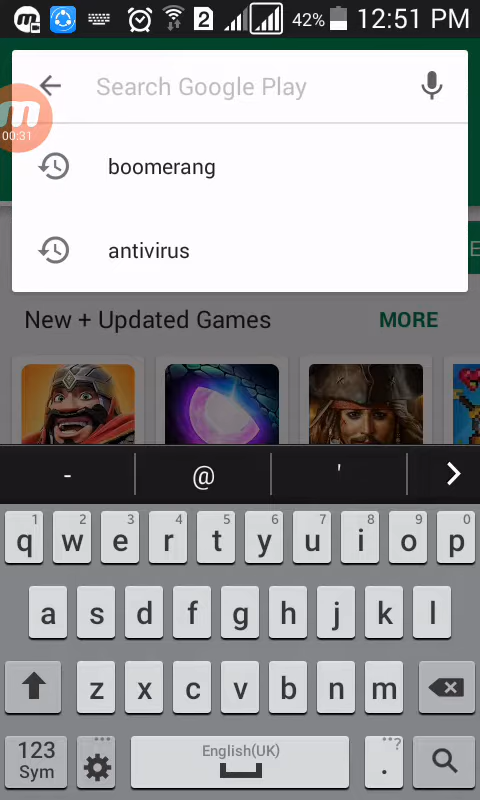 2 42% 12:51 PM
Search Google Play
00:31
boomerang
antivirus
E
New + Updated Games MORE
- @ '
1 2 3 4 5 6 7 8 9 0
q w e r t y u i o p
a s d f g h j k l
z x c v b n m
123
Sym
English(UK)
. ?